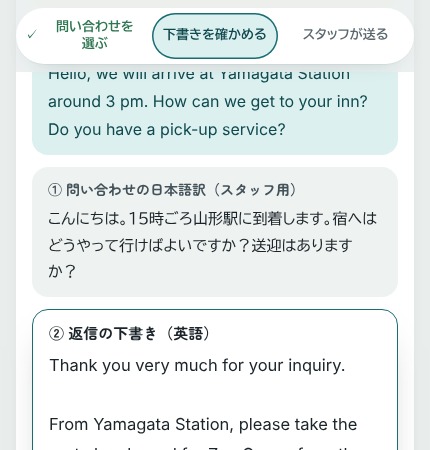 ✓ 問い合わせを
選ぶ
下書きを確かめる
スタッフが送る
Hello, we will arrive at Yamagata Station
around 3 pm. How can we get to your inn?
Do you have a pick-up service?
① 問い合わせの日本語訳（スタッフ用）
こんにちは。15時ごろ山形駅に到着します。宿へは
どうやって行けばよいですか？送迎はあります
か？
② 返信の下書き（英語）
Thank you very much for your inquiry.
From Yamagata Station, please take the